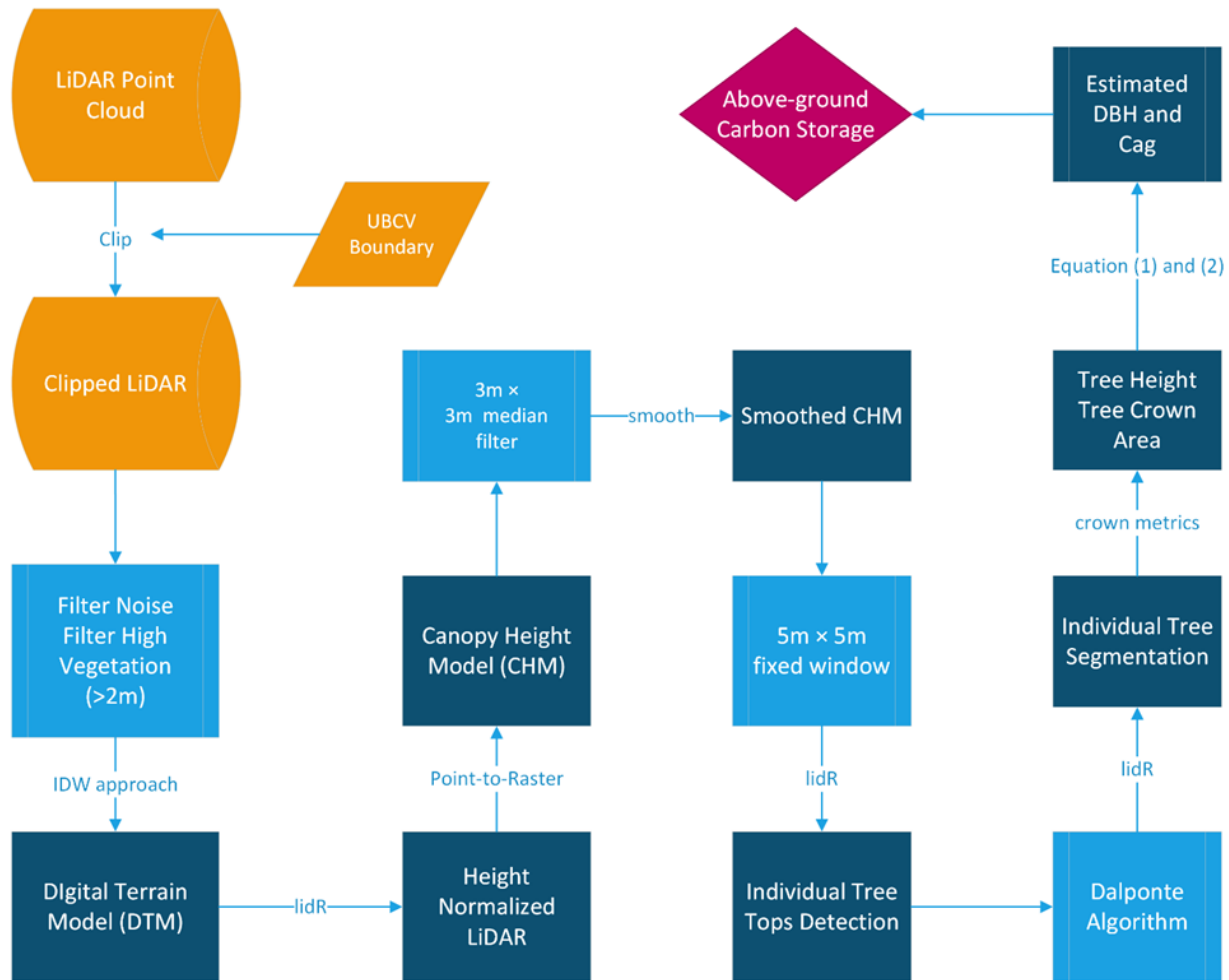 LiDAR Point
Cloud
Clip
UBCV
Boundary
Clipped LiDAR
Filter Noise
Filter High
Vegetation
(>2m)
IDW approach
DIgital Terrain
Model (DTM)
lidR
Height
Normalized
LiDAR
Point-to-Raster
Canopy Height
Model (CHM)
3m ×
3m median
filter
smooth
Smoothed CHM
5m × 5m
fixed window
lidR
Individual Tree
Tops Detection
Dalponte
Algorithm
lidR
Individual Tree
Segmentation
crown metrics
Tree Height
Tree Crown
Area
Equation (1) and (2)
Estimated
DBH and
Cag
Above-ground
Carbon Storage